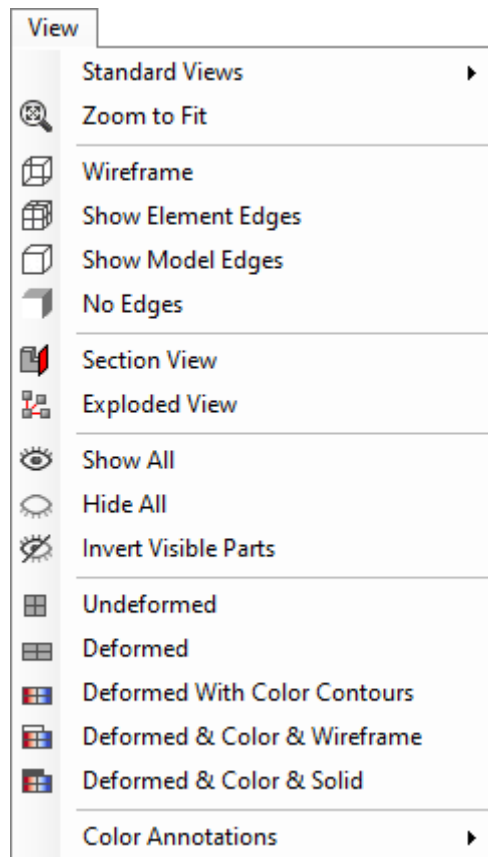 View
Standard Views
Zoom to Fit
Wireframe
Show Element Edges
Show Model Edges
No Edges
Section View
Exploded View
Show All
Hide All
Invert Visible Parts
Undeformed
Deformed
Deformed With Color Contours
Deformed & Color & Wireframe
Deformed & Color & Solid
Color Annotations